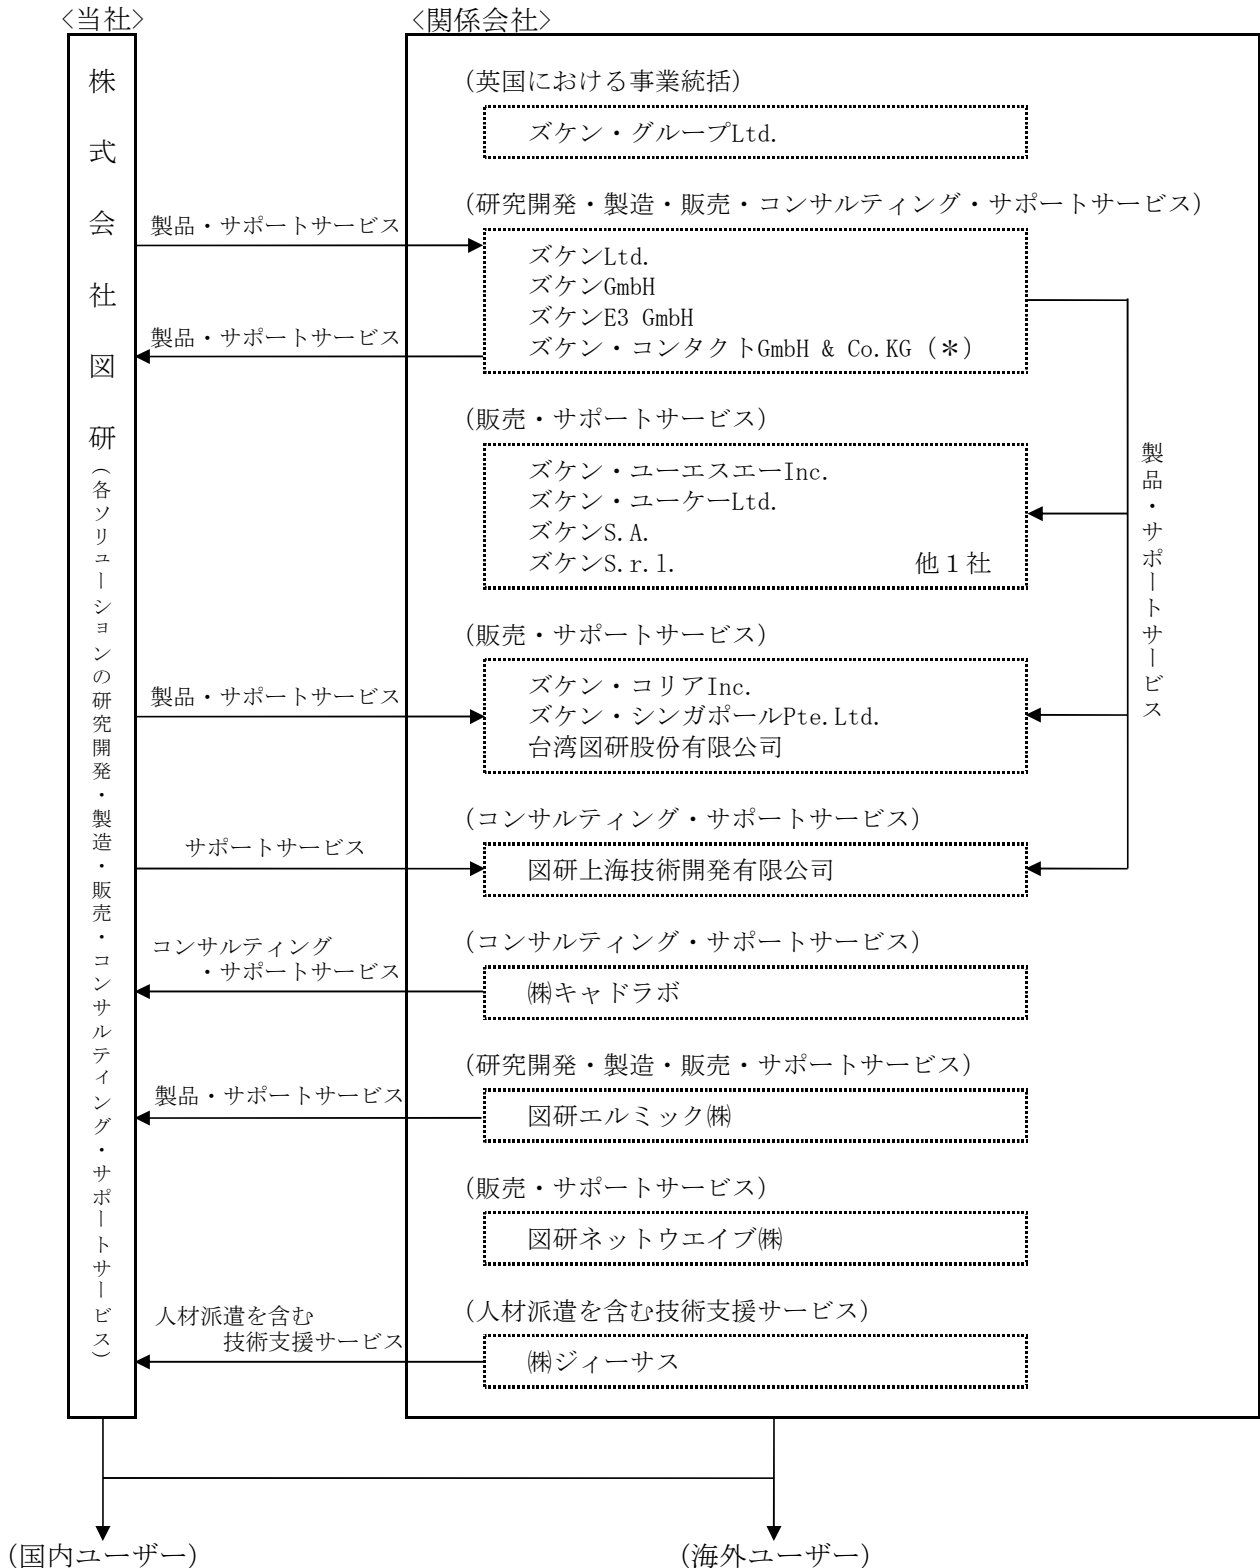 <当社>
株式会社図研(各ソリューションの研究開発・製造・販売・コンサルティング・サポートサービス)
<関係会社>
(英国における事業統括)
ズケン・グループLtd.
(研究開発・製造・販売・コンサルティング・サポートサービス)
製品・サポートサービス
ズケンLtd.
ズケンGmbH
ズケンE3 GmbH
製品・サポートサービス
ズケン・コンタクトGmbH & Co.KG (*)
(販売・サポートサービス)
ズケン・ユーエスエーInc.
ズケン・ユーケーLtd.
ズケンS.A.
ズケンS.r.l. 他1社
製品・サポートサービス
(販売・サポートサービス)
製品・サポートサービス
ズケン・コリアInc.
ズケン・シンガポールPte.Ltd.
台湾図研股份有限公司
(コンサルティング・サポートサービス)
サポートサービス
図研上海技術開発有限公司
(コンサルティング・サポートサービス)
コンサルティング
・サポートサービス
㈱キャドラボ
(研究開発・製造・販売・サポートサービス)
製品・サポートサービス
図研エルミック㈱
(販売・サポートサービス)
図研ネットウエイブ㈱
(人材派遣を含む技術支援サービス)
人材派遣を含む
技術支援サービス
㈱ジィーサス
(国内ユーザー)
(海外ユーザー)